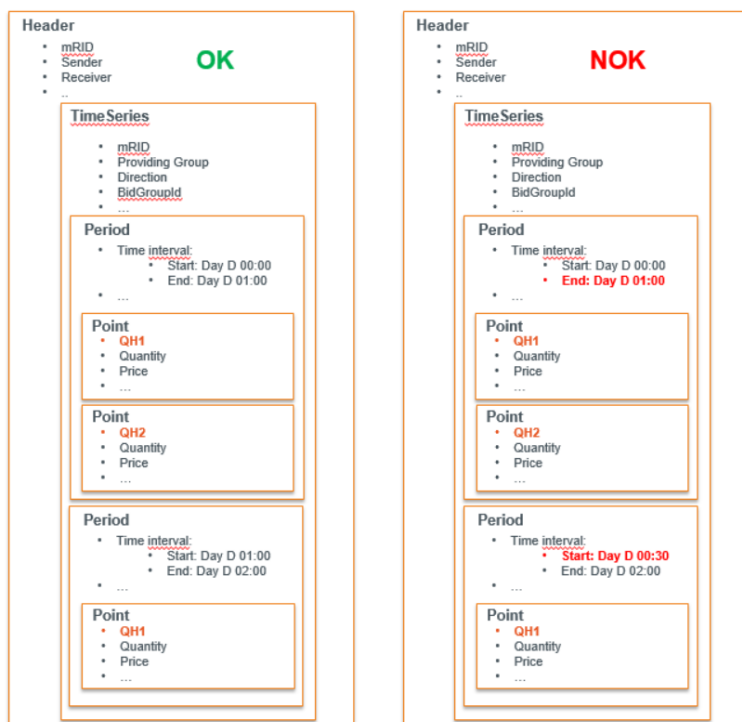 Header
• mRID
• Sender
• Receiver
• ..
OK
TimeSeries
• mRID
• Providing Group
• Direction
• BidGroupId
• ...
Period
• Time interval:
• Start: Day D 00:00
• End: Day D 01:00
• ...
Point
• QH1
• Quantity
• Price
• ...
Point
• QH2
• Quantity
• Price
• ...
Period
• Time interval:
• Start: Day D 01:00
• End: Day D 02:00
• ...
Point
• QH1
• Quantity
• Price
• ...
Header
• mRID
• Sender
• Receiver
• ..
NOK
TimeSeries
• mRID
• Providing Group
• Direction
• BidGroupId
• ...
Period
• Time interval:
• Start: Day D 00:00
• End: Day D 01:00
• ...
Point
• QH1
• Quantity
• Price
• ...
Point
• QH2
• Quantity
• Price
• ...
Period
• Time interval:
• Start: Day D 00:30
• End: Day D 02:00
• ...
Point
• QH1
• Quantity
• Price
• ...